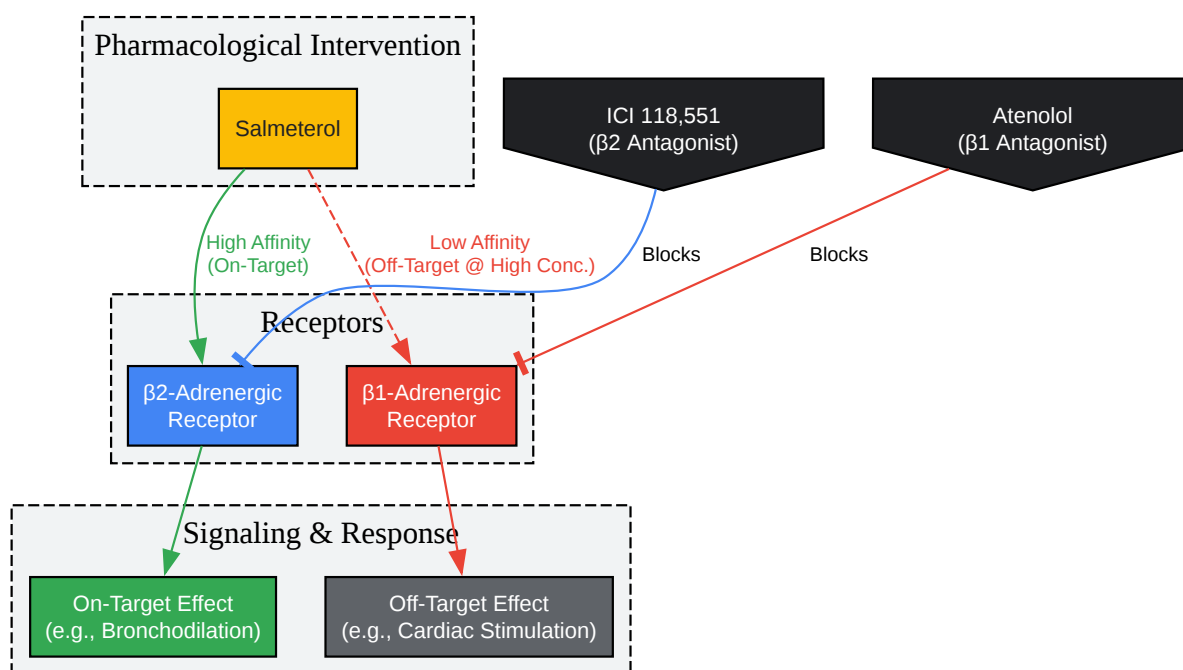 Pharmacological Intervention
Salmeterol
ICI 118,551
(β2 Antagonist)
Atenolol
(β1 Antagonist)
High Affinity
(On-Target)
Low Affinity
(Off-Target @ High Conc.)
Blocks
Blocks
Receptors
β2-Adrenergic
Receptor
β1-Adrenergic
Receptor
Signaling & Response
On-Target Effect
(e.g., Bronchodilation)
Off-Target Effect
(e.g., Cardiac Stimulation)